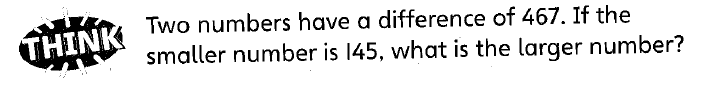 THINK
Two numbers have a difference of 467. If the
smaller number is 145, what is the larger number?